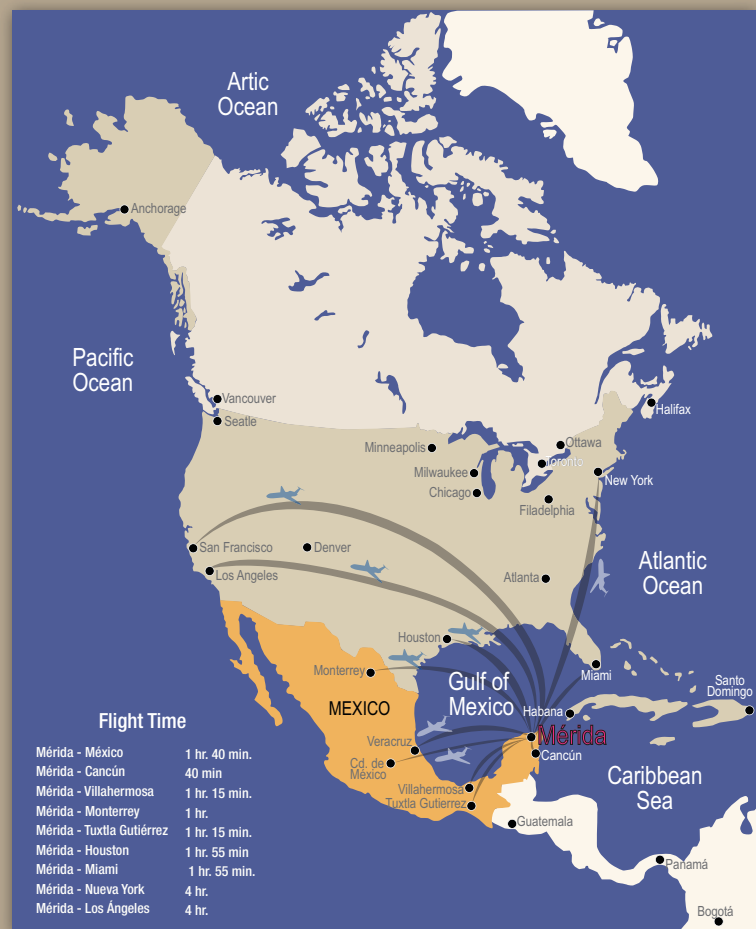 Artic
Ocean
Anchorage
Pacific
Ocean
Vancouver
Seatle
Halifax
Minneapolis
Ottawa
Toronto
Milwaukee
New York
Chicago
Filadelphia
San Francisco
Denver
Atlantic
Ocean
Los Angeles
Atlanta
Houston
Monterrey
Miami
Gulf of
Mexico
MEXICO
Santo
Domingo
Habana
Mérida
Veracruz
Cancún
Cd. de
México
Caribbean
Sea
Villahermosa
Tuxtla Gutierrez
Guatemala
Panamá
Bogotá
Flight Time
Mérida - México 1 hr. 40 min.
Mérida - Cancún 40 min
Mérida - Villahermosa 1 hr. 15 min.
Mérida - Monterrey 1 hr.
Mérida - Tuxtla Gutiérrez 1 hr. 15 min.
Mérida - Houston 1 hr. 55 min
Mérida - Miami 1 hr. 55 min.
Mérida - Nueva York 4 hr.
Mérida - Los Ángeles 4 hr.